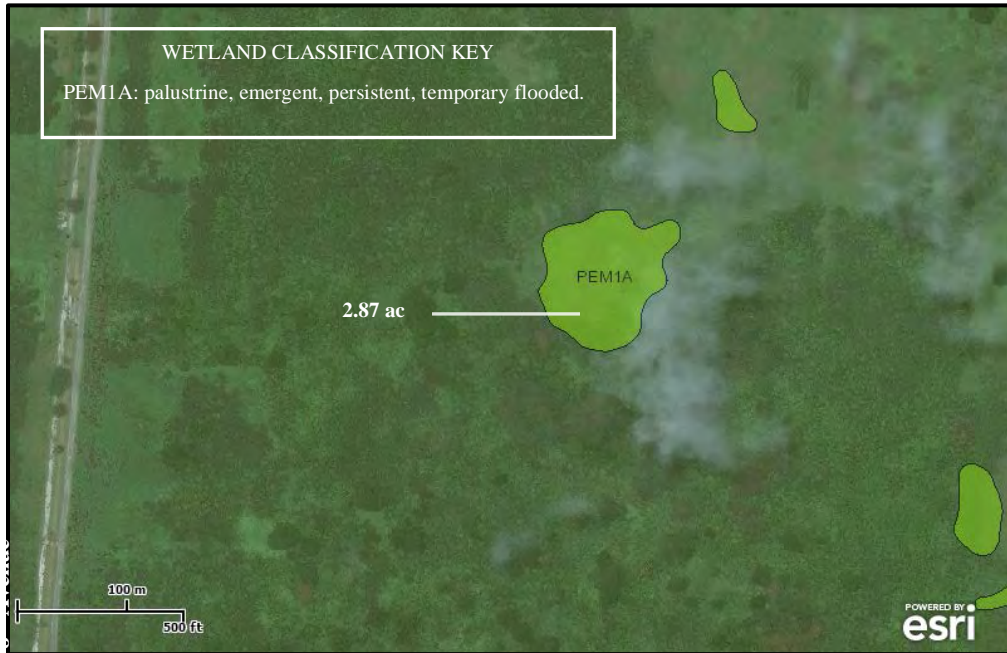 WETLAND CLASSIFICATION KEY
PEM1A: palustrine, emergent, persistent, temporary flooded.
PEM1A
2.87 ac
100 m
500 ft
POWERED BY
esri